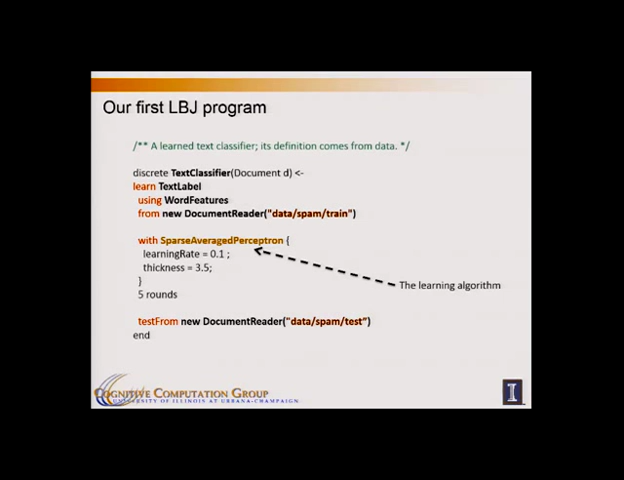 Our first LBJ program
/** A learned text classifier; its definition comes from data. */
discrete TextClassifier(Document d) <-
learn TextLabel
using WordFeatures
from new DocumentReader("data/spam/train")
with SparseAveragedPerceptron {
learningRate = 0.1 ;
thickness = 3.5;
}
5 rounds
The learning algorithm
testFrom new DocumentReader("data/spam/test")
end
COGNITIVE COMPUTATION GROUP
UNIVERSITY OF ILLINOIS AT URBANA-CHAMPAIGN
I